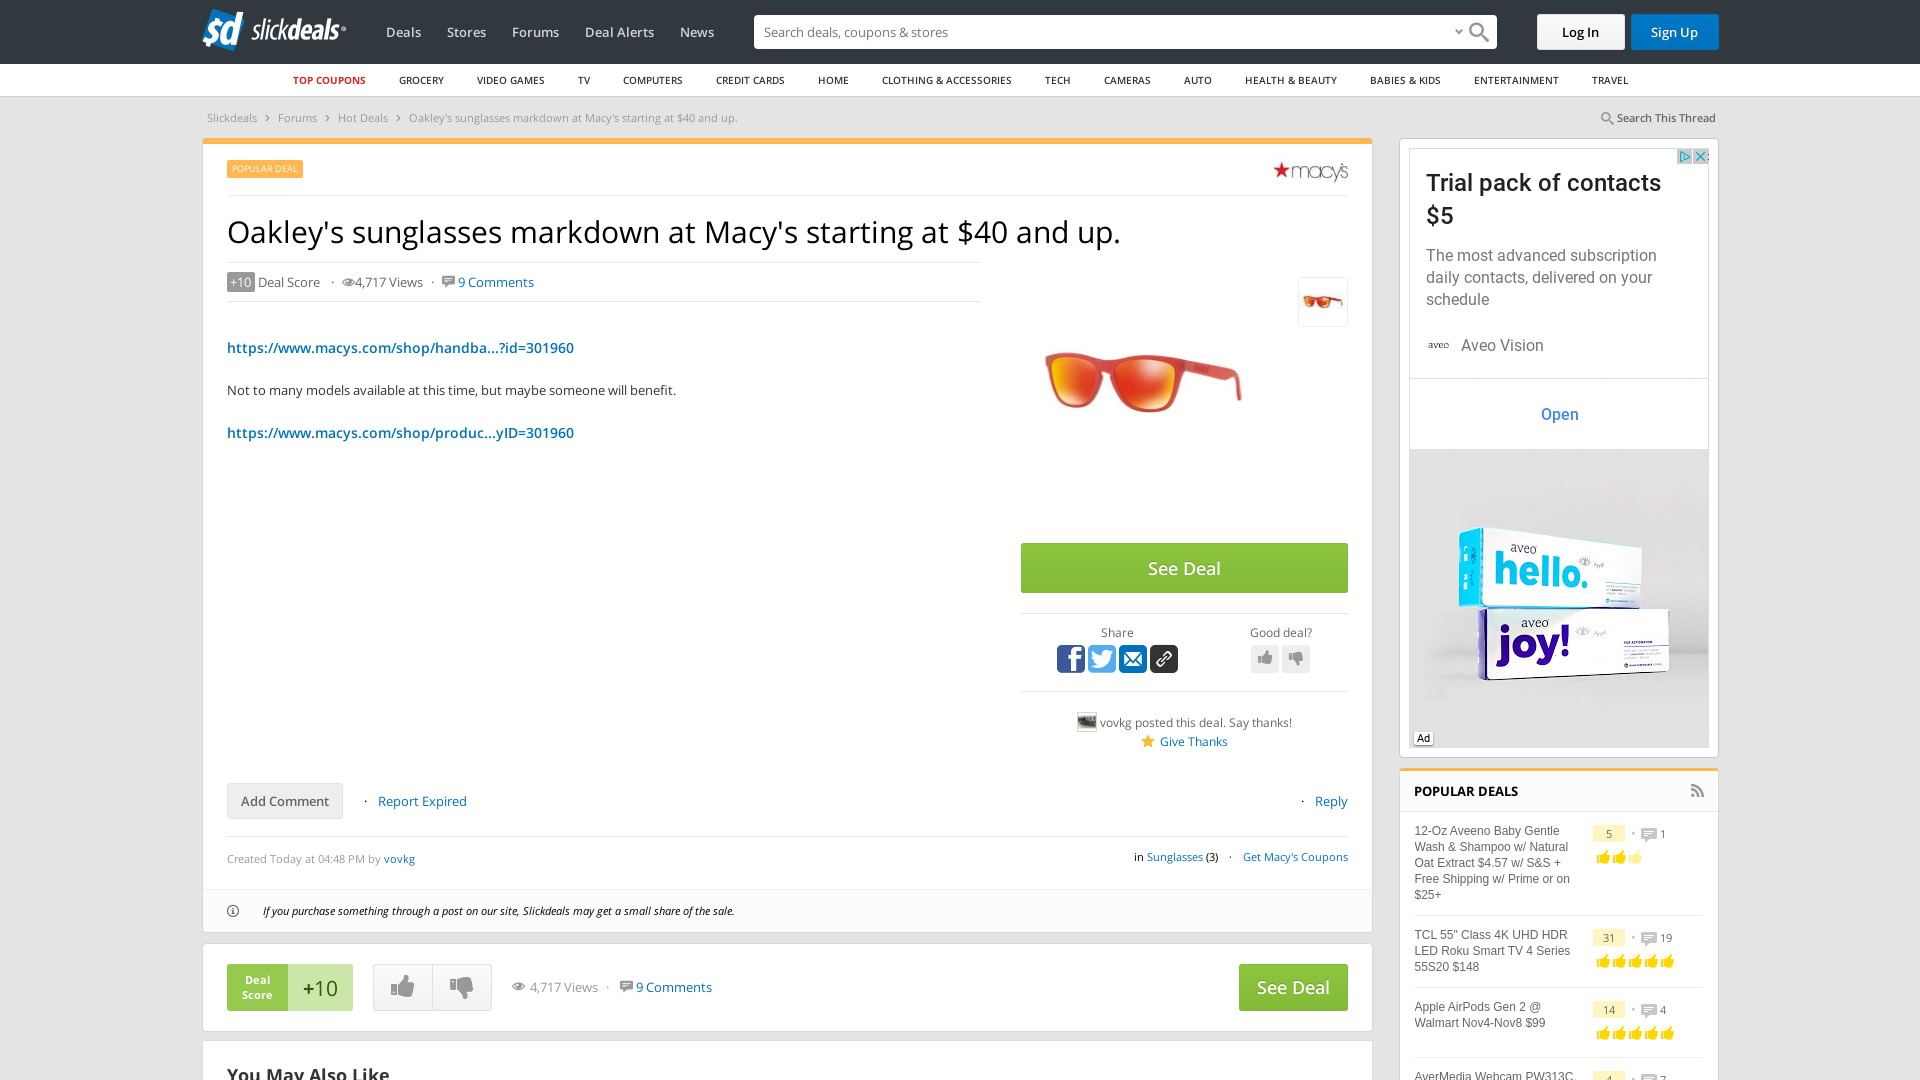 slickdeals
Deals
Stores
Forums
Deal Alerts
News
Search deals, coupons & stores
Log In
Sign Up
TOP COUPONS
GROCERY
VIDEO GAMES
TV
COMPUTERS
CREDIT CARDS
HOME
CLOTHING & ACCESSORIES
TECH
CAMERAS
AUTO
HEALTH & BEAUTY
BABIES & KIDS
ENTERTAINMENT
TRAVEL
Slickdeals › Forums › Hot Deals › Oakley's sunglasses markdown at Macy's starting at $40 and up.
Search This Thread
POPULAR DEAL
macy's
Oakley's sunglasses markdown at Macy's starting at $40 and up.
+10 Deal Score · 4,717 Views · 9 Comments
https://www.macys.com/shop/handba...?id=301960
Not to many models available at this time, but maybe someone will benefit.
https://www.macys.com/shop/produc...yID=301960
See Deal
Share
Good deal?
vovkg posted this deal. Say thanks!
Give Thanks
Add Comment
· Report Expired
· Reply
Created Today at 04:48 PM by vovkg
in Sunglasses (3) · Get Macy's Coupons
If you purchase something through a post on our site, Slickdeals may get a small share of the sale.
Deal
Score
+10
4,717 Views · 9 Comments
See Deal
You May Also Like
Trial pack of contacts
$5
The most advanced subscription
daily contacts, delivered on your
schedule
aveo
Aveo Vision
Open
aveo
hello.
aveo
joy!
Ad
POPULAR DEALS
12-Oz Aveeno Baby Gentle
Wash & Shampoo w/ Natural
Oat Extract $4.57 w/ S&S +
Free Shipping w/ Prime or on
$25+
5 · 1
TCL 55" Class 4K UHD HDR
LED Roku Smart TV 4 Series
55S20 $148
31 · 19
Apple AirPods Gen 2 @
Walmart Nov4-Nov8 $99
14 · 4
AverMedia Webcam PW313C,
4 · 7